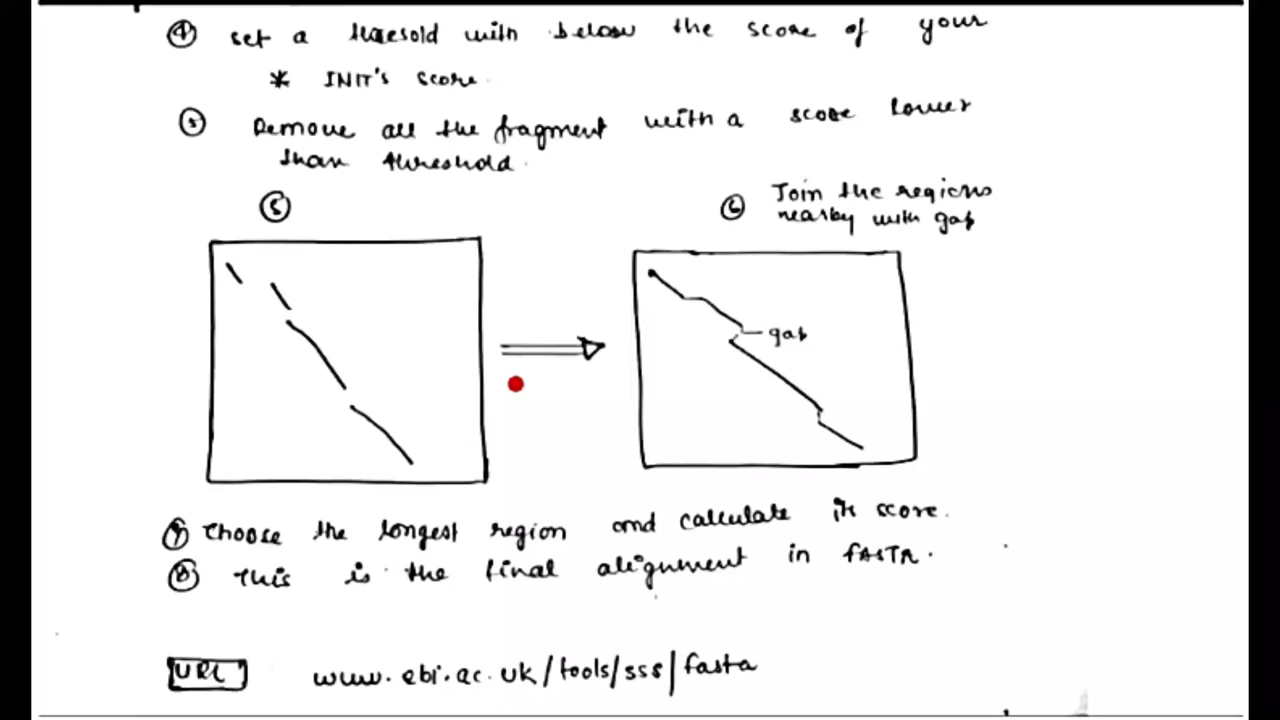 ④ set a thresold with below the score of your
* INIT's score.
⑤ Remove all the fragment with a score lower
than threshold.
⑤
⑥ Join the regions
nearby with gap
gap
⑦ Choose the longest region and calculate its score.
⑧ This is the final alignment in FASTA.
URL www.ebi.ac.uk/tools/sss/fasta